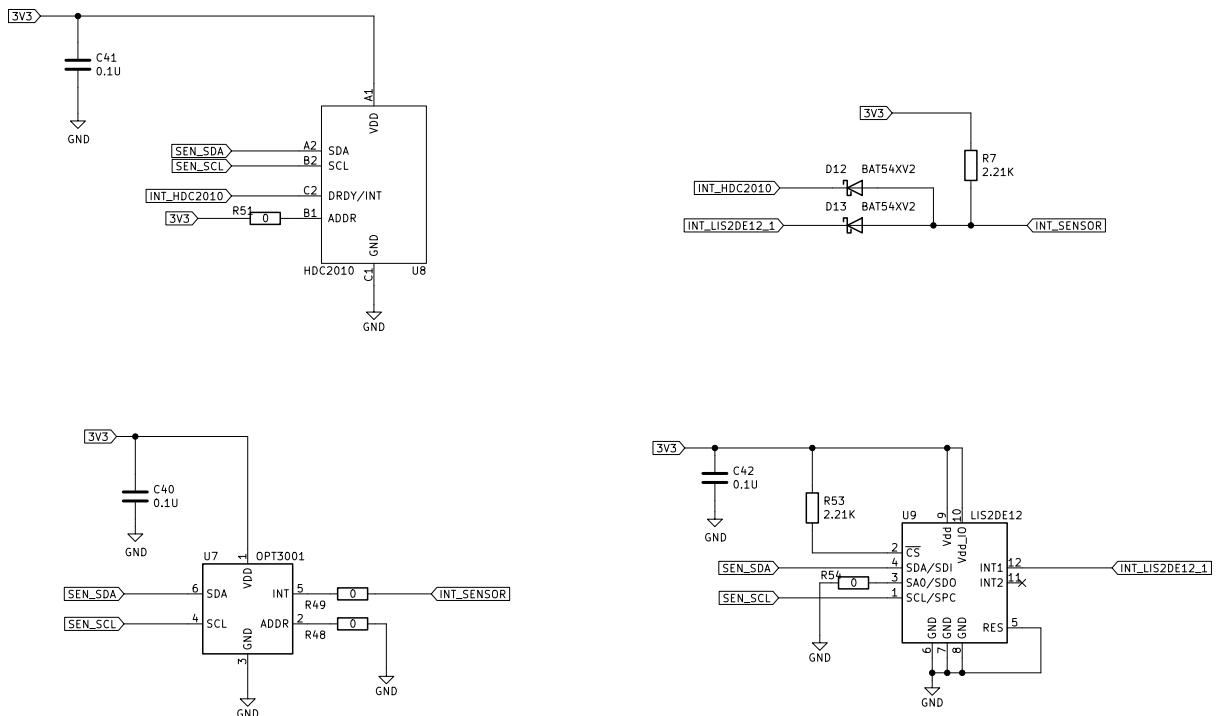 3V3
C41
0.1U
GND
A1
VDD
SEN_SDA
A2
SDA
SEN_SCL
B2
SCL
INT_HDC2010
C2
DRDY/INT
3V3
R51
0
B1
ADDR
GND
HDC2010
C1
U8
GND
3V3
R7
2.21K
D12
BAT54XV2
INT_HDC2010
D13
BAT54XV2
INT_LIS2DE12_1
INT_SENSOR
3V3
C40
0.1U
GND
U7
1
OPT3001
VDD
SEN_SDA
6
SDA
INT
5
0
INT_SENSOR
R49
SEN_SCL
4
SCL
ADDR
2
0
R48
GND
3
GND
GND
3V3
C42
0.1U
GND
R53
2.21K
U9
9
10
LIS2DE12
Vdd
Vdd_IO
2
CS
SEN_SDA
4
SDA/SDI
INT1
12
INT_LIS2DE12_1
R54
0
3
SA0/SDO
INT2
11
SEN_SCL
1
SCL/SPC
GND
GND
GND
GND
RES
5
6
7
8
GND